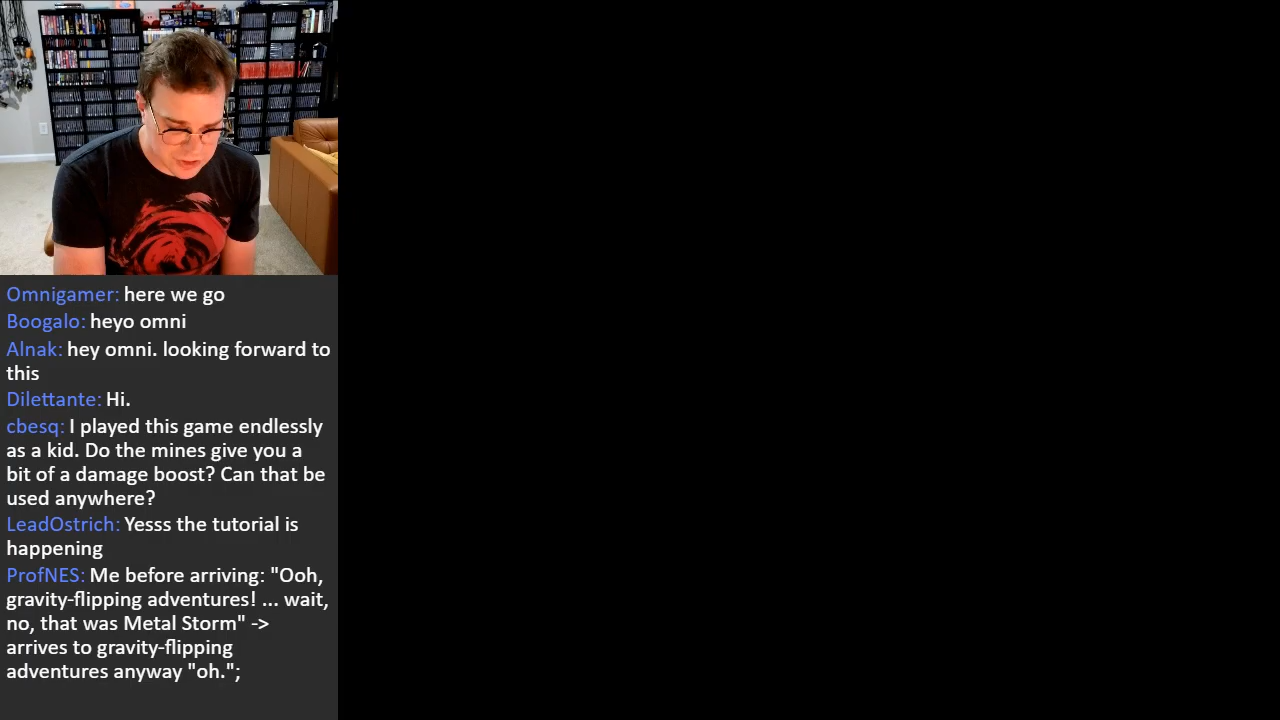 Omnigamer: here we go
Boogalo: heyo omni
Alnak: hey omni. looking forward to
this
Dilettante: Hi.
cbesq: I played this game endlessly
as a kid. Do the mines give you a
bit of a damage boost? Can that be
used anywhere?
LeadOstrich: Yesss the tutorial is
happening
ProfNES: Me before arriving: "Ooh,
gravity-flipping adventures! ... wait,
no, that was Metal Storm" ->
arrives to gravity-flipping
adventures anyway "oh.";